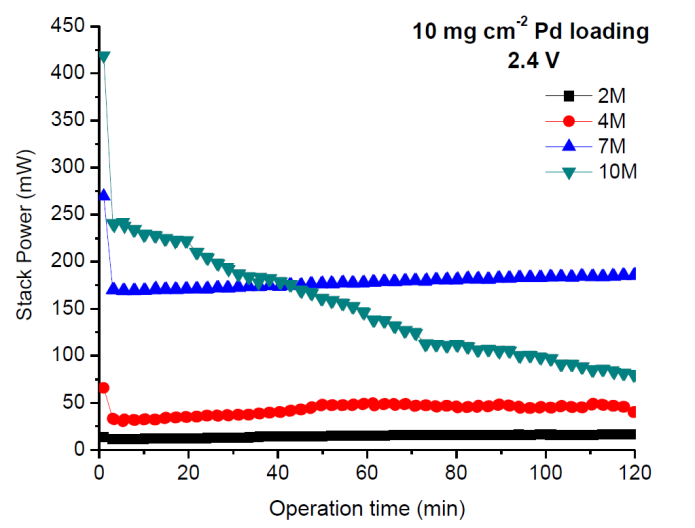 10 mg cm⁻² Pd loading
2.4 V
2M
4M
7M
10M
450
400
350
300
250
200
150
100
50
0
Stack Power (mW)
0 20 40 60 80 100 120
Operation time (min)